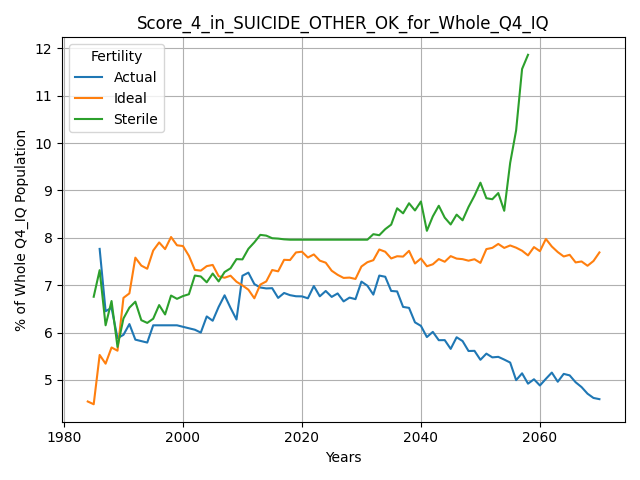 Score_4_in_SUICIDE_OTHER_OK_for_Whole_Q4_IQ
Fertility
Actual
Ideal
Sterile
% of Whole Q4_IQ Population
12
11
10
9
8
7
6
5
1980
2000
2020
2040
2060
Years